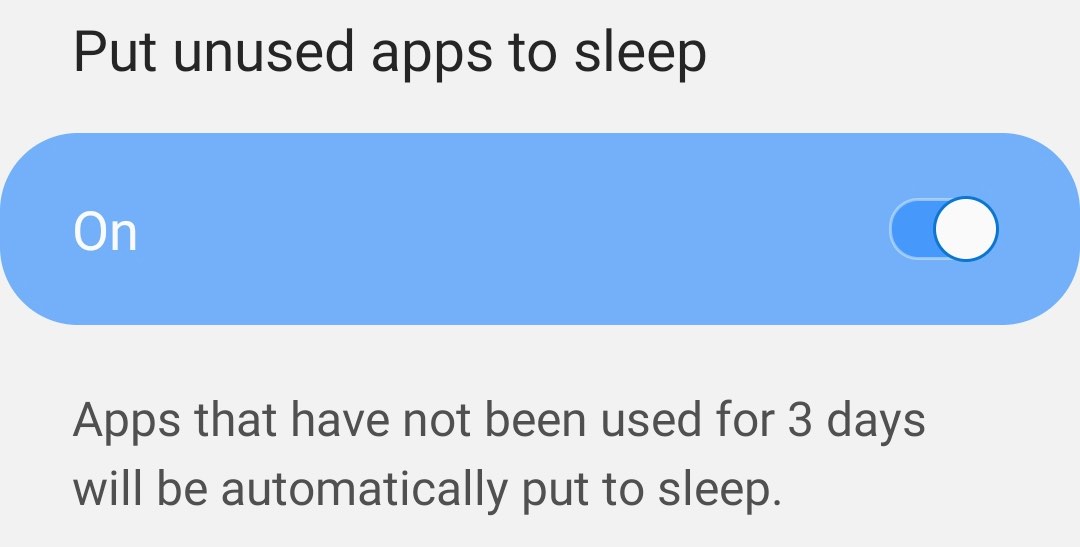 Put unused apps to sleep
On
Apps that have not been used for 3 days
will be automatically put to sleep.